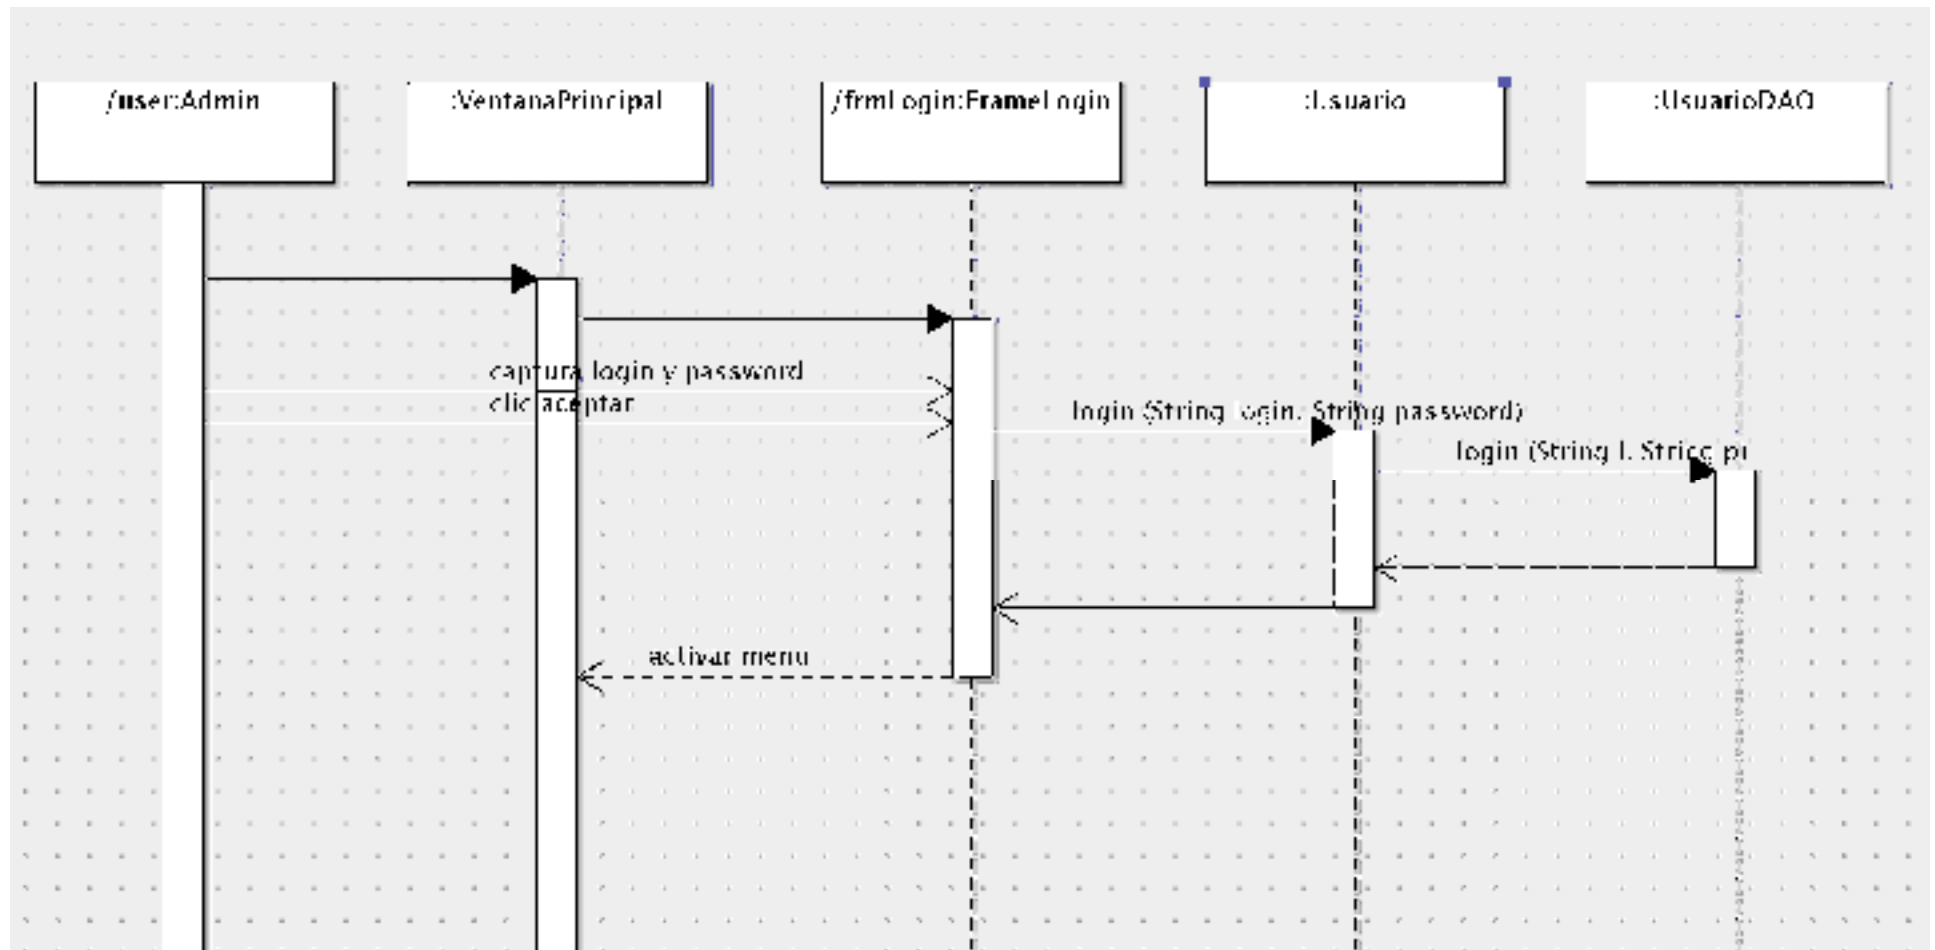 /user:Admin
:VentanaPrincipal
/frmLogin:FrameLogin
:Usuario
:UsuarioDAO
captura login y password
clic aceptar
login (String login, String password)
login (String l, String p)
activar menu